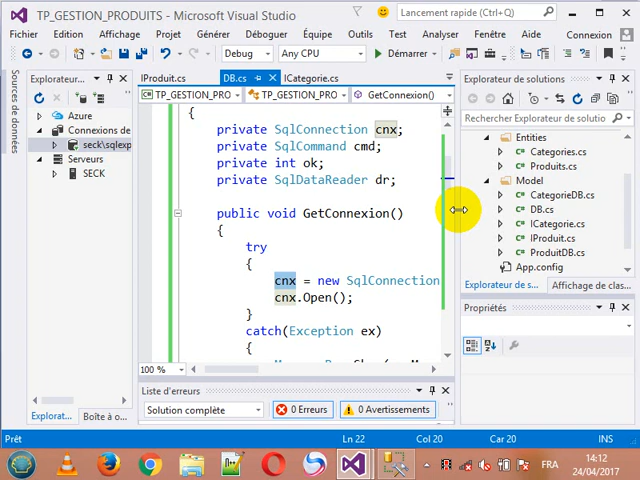 TP_GESTION_PRODUITS - Microsoft Visual Studio
Lancement rapide (Ctrl+Q)
Fichier Edition Affichage Projet Générer Déboguer Équipe Outils Test Analyser Fenêtre Aide Connexion
Démarrer Debug Any CPU
Sources de données
Explorateur...
Azure
Connexions de
seck\sqlexp
Serveurs
SECK
Explorat... Boîte à o...
IProduit.cs DB.cs ICategorie.cs
TP_GESTION_PRO TP_GESTION_PRO GetConnexion()
{
private SqlConnection cnx;
private SqlCommand cmd;
private int ok;
private SqlDataReader dr;
public void GetConnexion()
{
try
{
cnx = new SqlConnection
cnx.Open();
}
catch(Exception ex)
{
100 %
Liste d'erreurs
Solution complète 0 Erreurs 0 Avertissements
Explorateur de solutions
Rechercher dans Explorateur de solutio
Entities
Categories.cs
Produits.cs
Model
CategorieDB.cs
DB.cs
ICategorie.cs
IProduit.cs
ProduitDB.cs
App.config
Explorateur de s... Affichage de clas...
Propriétés
Prêt Ln 22 Col 20 Car 20 INS
FR 14:12
24/04/2017